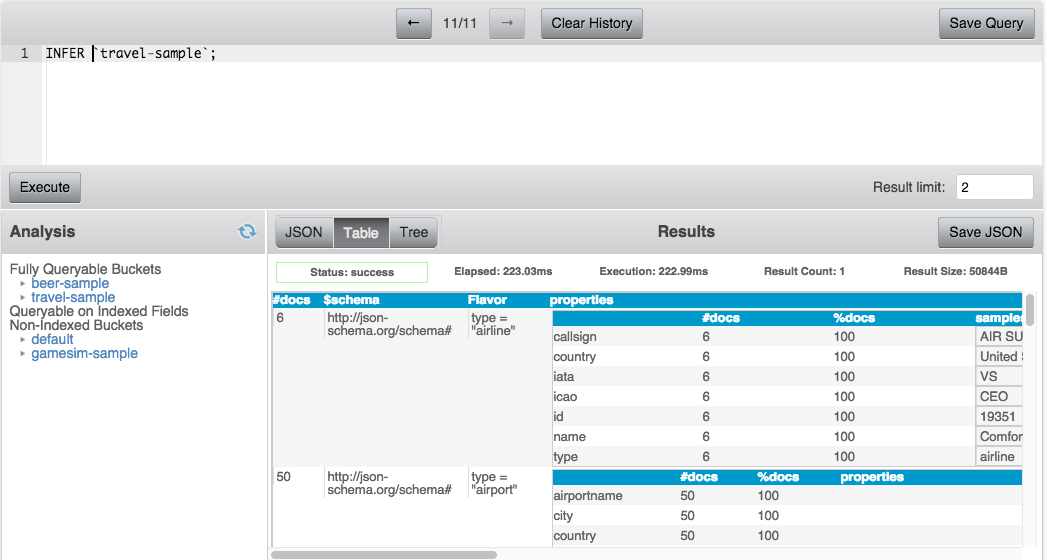 ← 11/11 → Clear History Save Query
1 INFER `travel-sample`;
Execute Result limit: 2
Analysis JSON Table Tree Results Save JSON
Fully Queryable Buckets
beer-sample
travel-sample
Queryable on Indexed Fields
Non-Indexed Buckets
default
gamesim-sample
Status: success Elapsed: 223.03ms Execution: 222.99ms Result Count: 1 Result Size: 50844B
#docs $schema Flavor properties
6 http://json-schema.org/schema# type = "airline"
#docs %docs samples
callsign 6 100 AIR SU
country 6 100 United
iata 6 100 VS
icao 6 100 CEO
id 6 100 19351
name 6 100 Comfor
type 6 100 airline
50 http://json-schema.org/schema# type = "airport"
#docs %docs properties
airportname 50 100
city 50 100
country 50 100